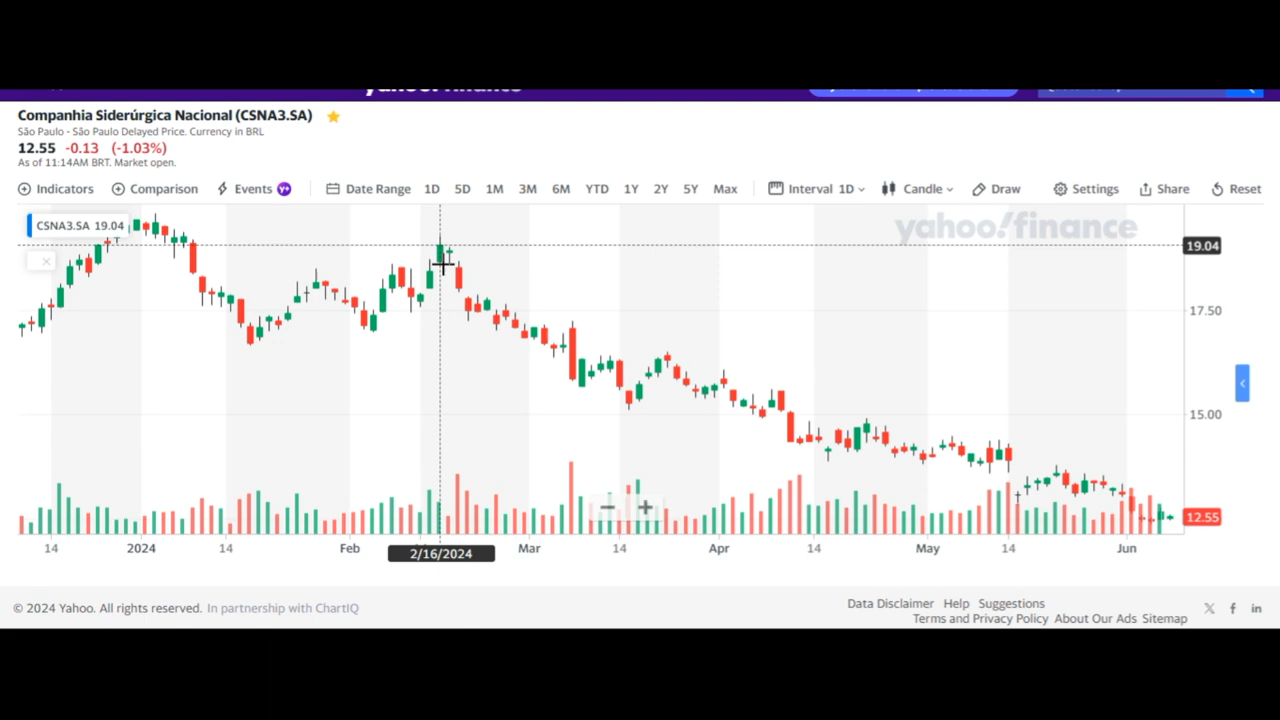 Companhia Siderúrgica Nacional (CSNA3.SA)
São Paulo - São Paulo Delayed Price. Currency in BRL
12.55 -0.13 (-1.03%)
As of 11:14AM BRT. Market open.
Indicators Comparison Events Y+ Date Range 1D 5D 1M 3M 6M YTD 1Y 2Y 5Y Max Interval 1D Candle Draw Settings Share Reset
CSNA3.SA 19.04
yahoo!finance
19.04
17.50
15.00
12.55
14 2024 14 Feb Mar 14 Apr 14 May 14 Jun
2/16/2024
© 2024 Yahoo. All rights reserved. In partnership with ChartIQ
Data Disclaimer Help Suggestions
Terms and Privacy Policy About Our Ads Sitemap